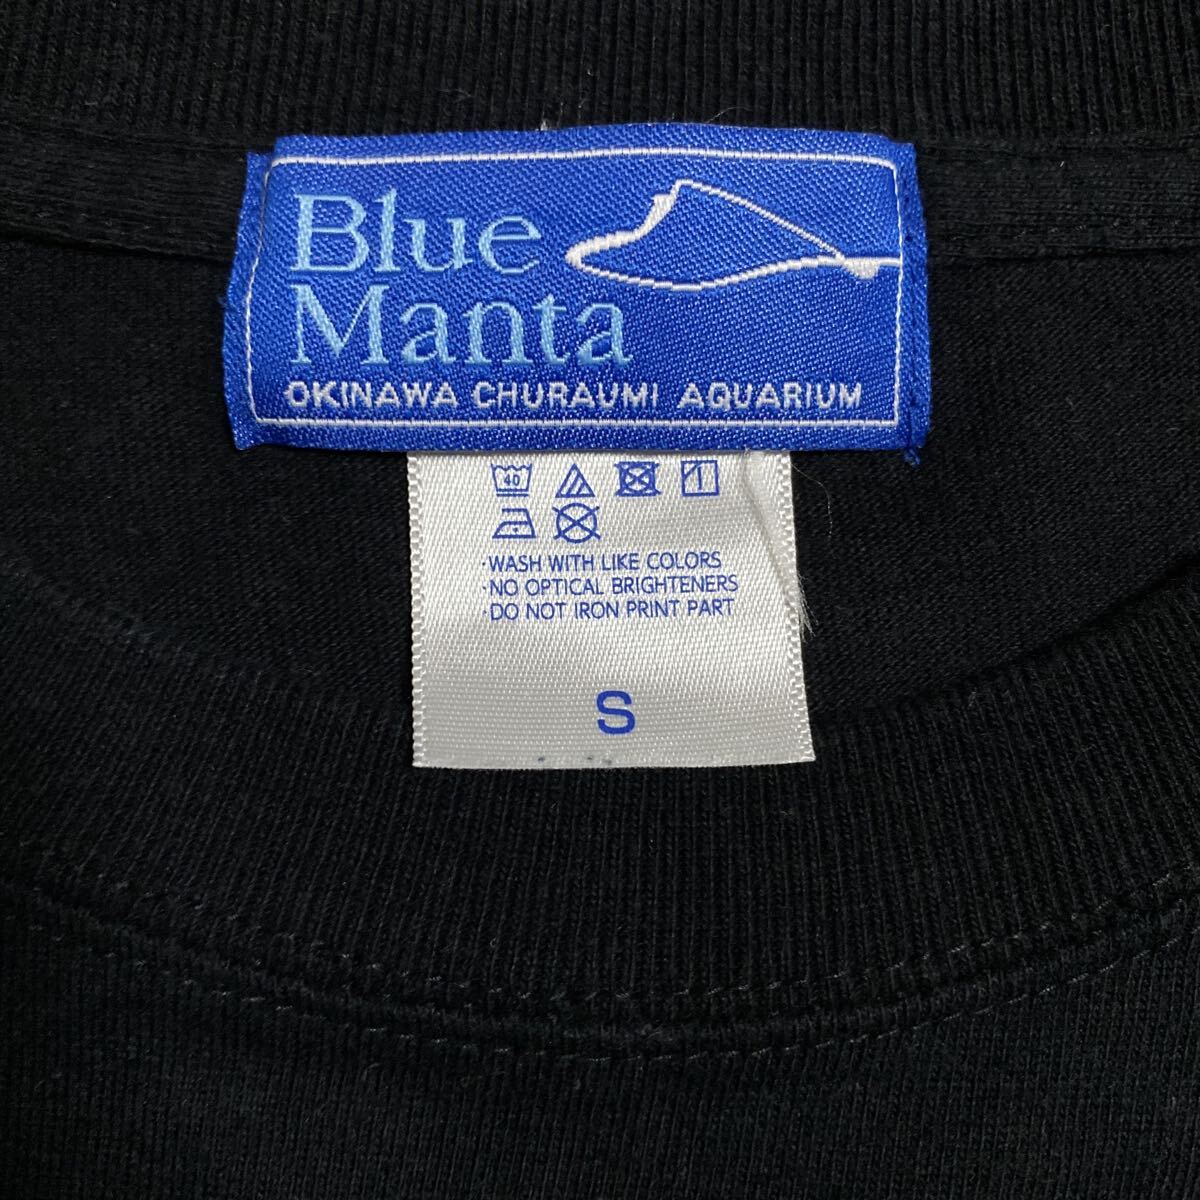 Blue
Manta
OKINAWA CHURAUMI AQUARIUM
40
·WASH WITH LIKE COLORS
·NO OPTICAL BRIGHTENERS
·DO NOT IRON PRINT PART
S